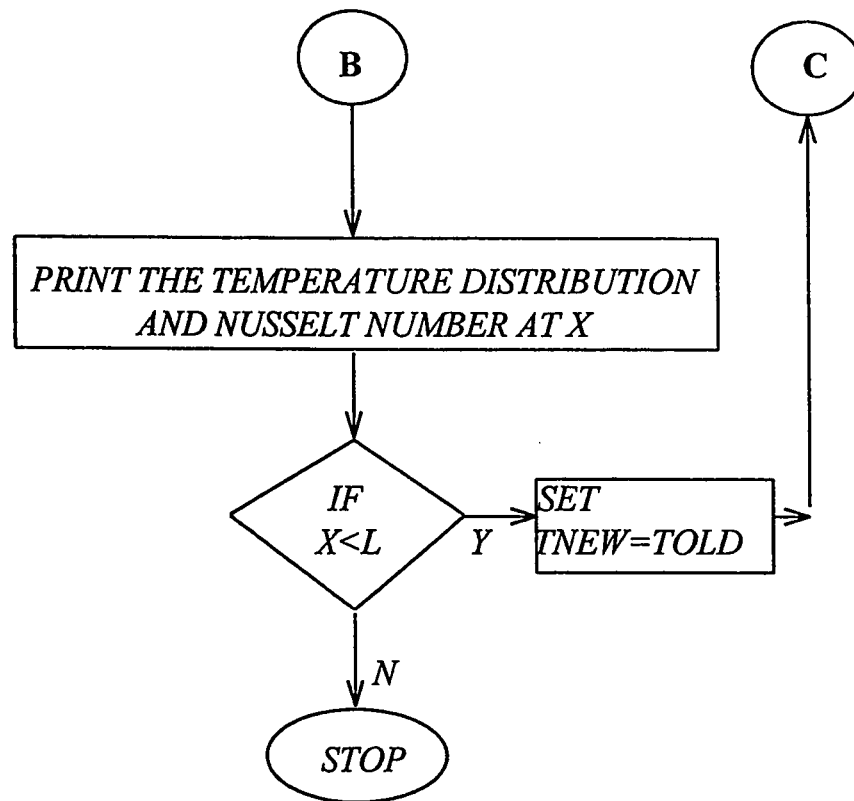 B
C
PRINT THE TEMPERATURE DISTRIBUTION
AND NUSSELT NUMBER AT X
IF
X<L
Y
SET
TNEW=TOLD
N
STOP